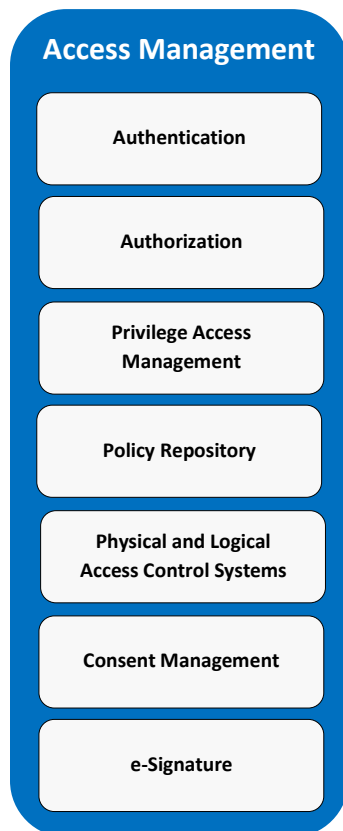 Access Management
Authentication
Authorization
Privilege Access
Management
Policy Repository
Physical and Logical
Access Control Systems
Consent Management
e-Signature